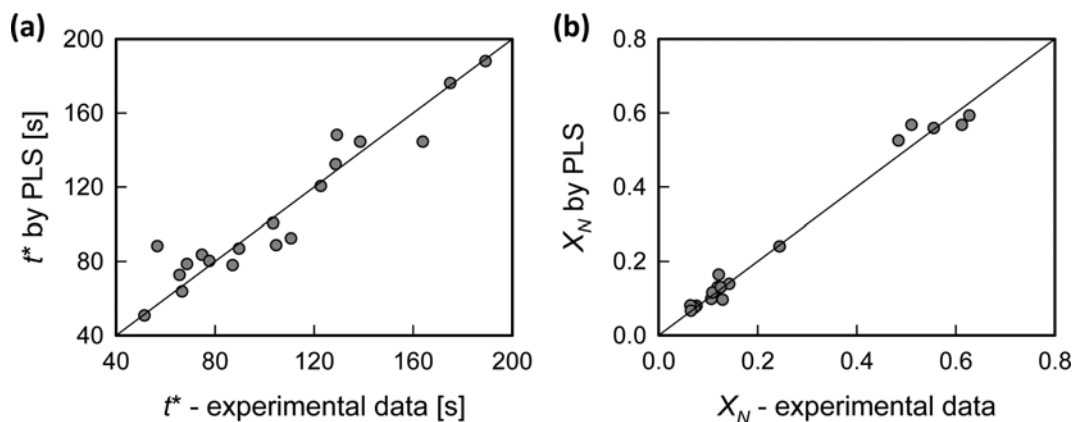 (a)
200
160
120
80
40
40 80 120 160 200
t* by PLS [s]
t* - experimental data [s]
(b)
0.8
0.6
0.4
0.2
0.0
0.0 0.2 0.4 0.6 0.8
X_N by PLS
X_N - experimental data